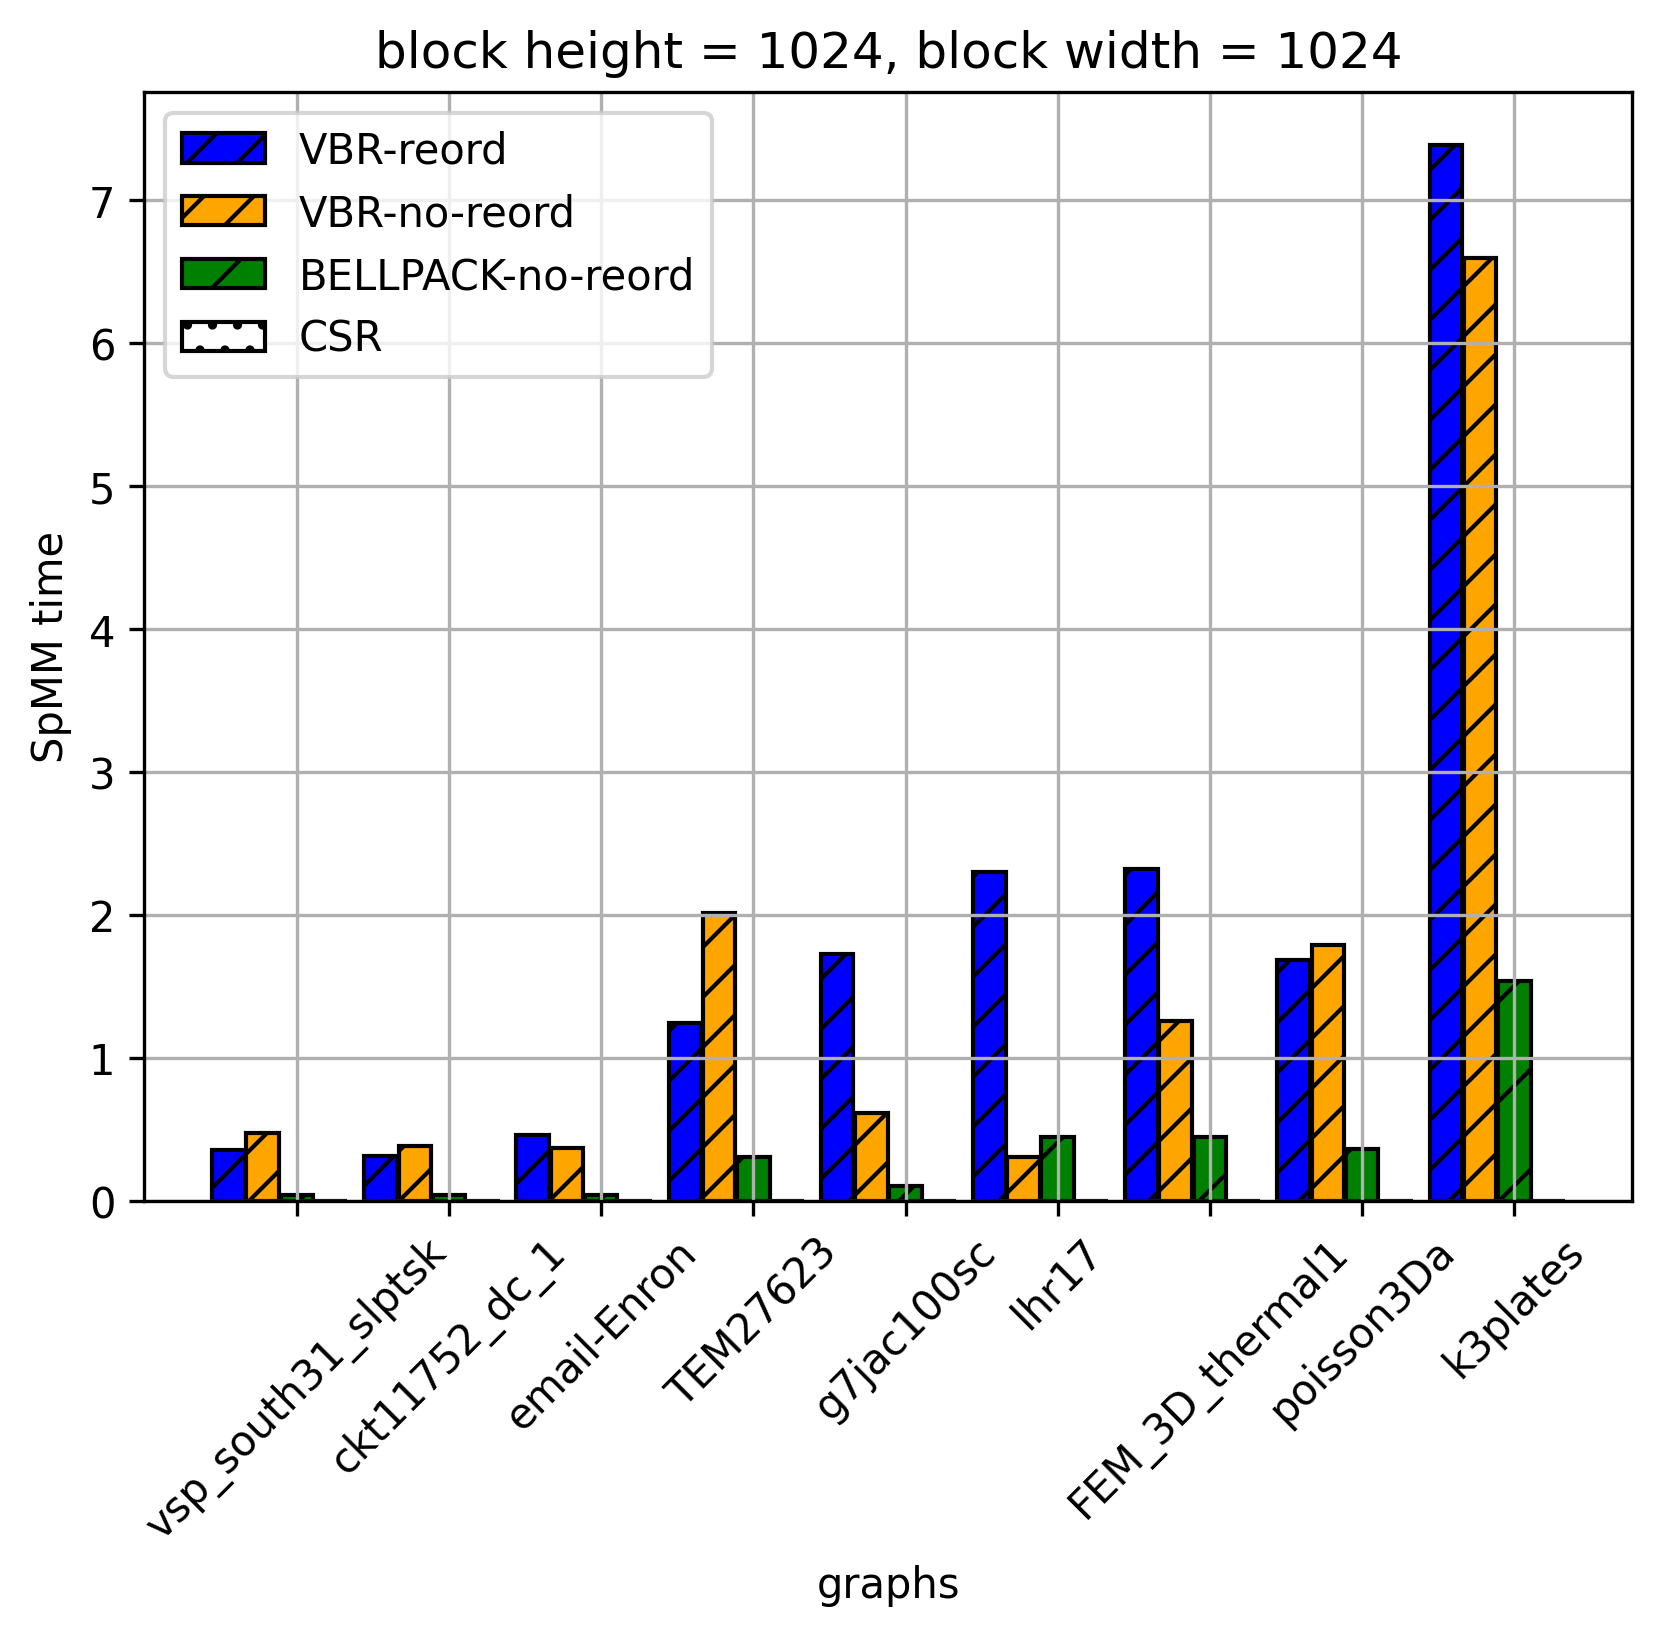 block height = 1024, block width = 1024
VBR-reord
VBR-no-reord
BELLPACK-no-reord
CSR
7
6
5
4
3
2
1
0
SpMM time
vsp_south31_slptsk
ckt11752_dc_1
email-Enron
TEM27623
g7jac100sc
lhr17
FEM_3D_thermal1
poisson3Da
k3plates
graphs